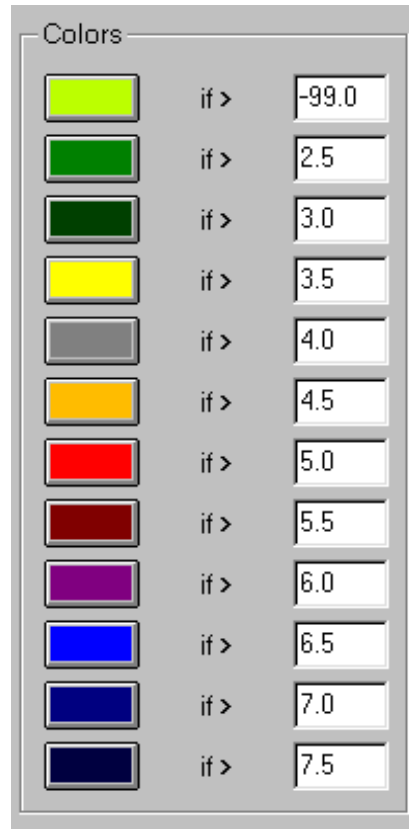 Colors
if > -99.0
if > 2.5
if > 3.0
if > 3.5
if > 4.0
if > 4.5
if > 5.0
if > 5.5
if > 6.0
if > 6.5
if > 7.0
if > 7.5